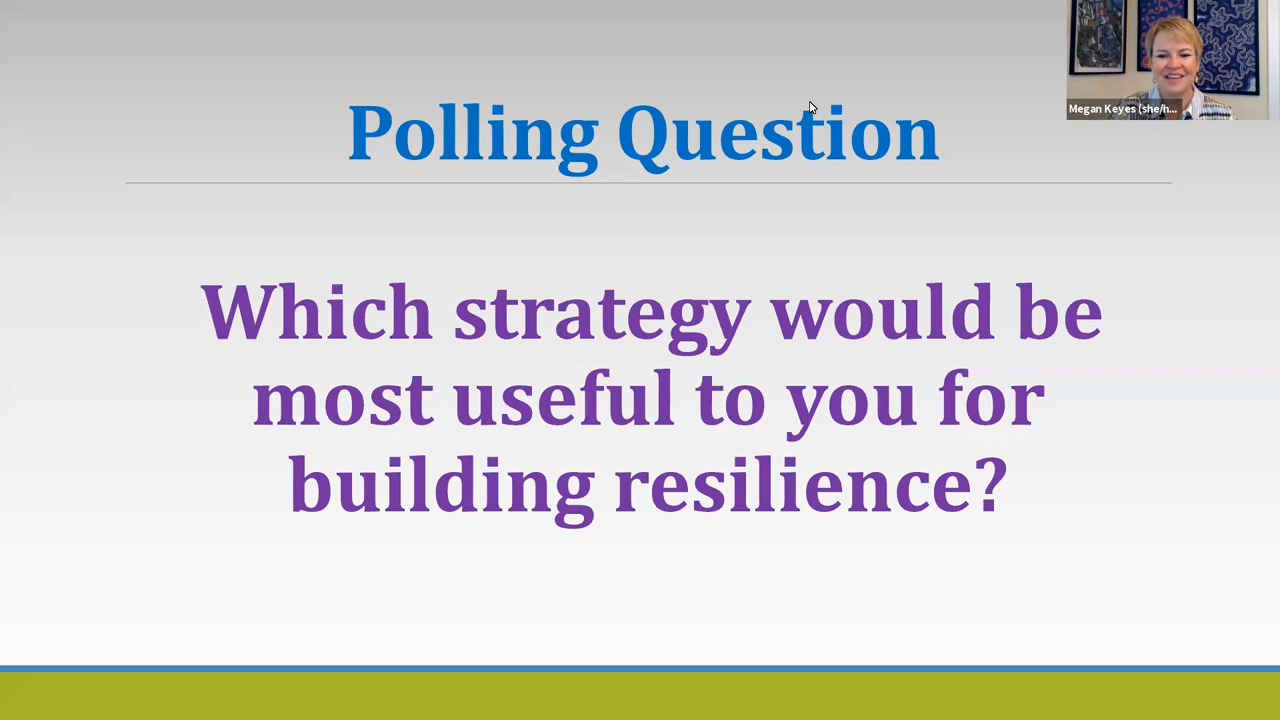 Megan Keyes (she/h...
Polling Question
Which strategy would be
most useful to you for
building resilience?